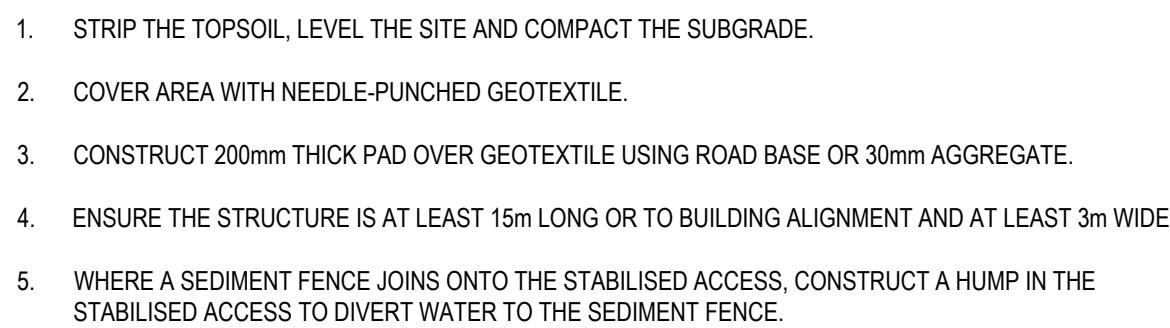 1. STRIP THE TOPSOIL, LEVEL THE SITE AND COMPACT THE SUBGRADE.
2. COVER AREA WITH NEEDLE-PUNCHED GEOTEXTILE.
3. CONSTRUCT 200mm THICK PAD OVER GEOTEXTILE USING ROAD BASE OR 30mm AGGREGATE.
4. ENSURE THE STRUCTURE IS AT LEAST 15m LONG OR TO BUILDING ALIGNMENT AND AT LEAST 3m WIDE
5. WHERE A SEDIMENT FENCE JOINS ONTO THE STABILISED ACCESS, CONSTRUCT A HUMP IN THE
STABILISED ACCESS TO DIVERT WATER TO THE SEDIMENT FENCE.